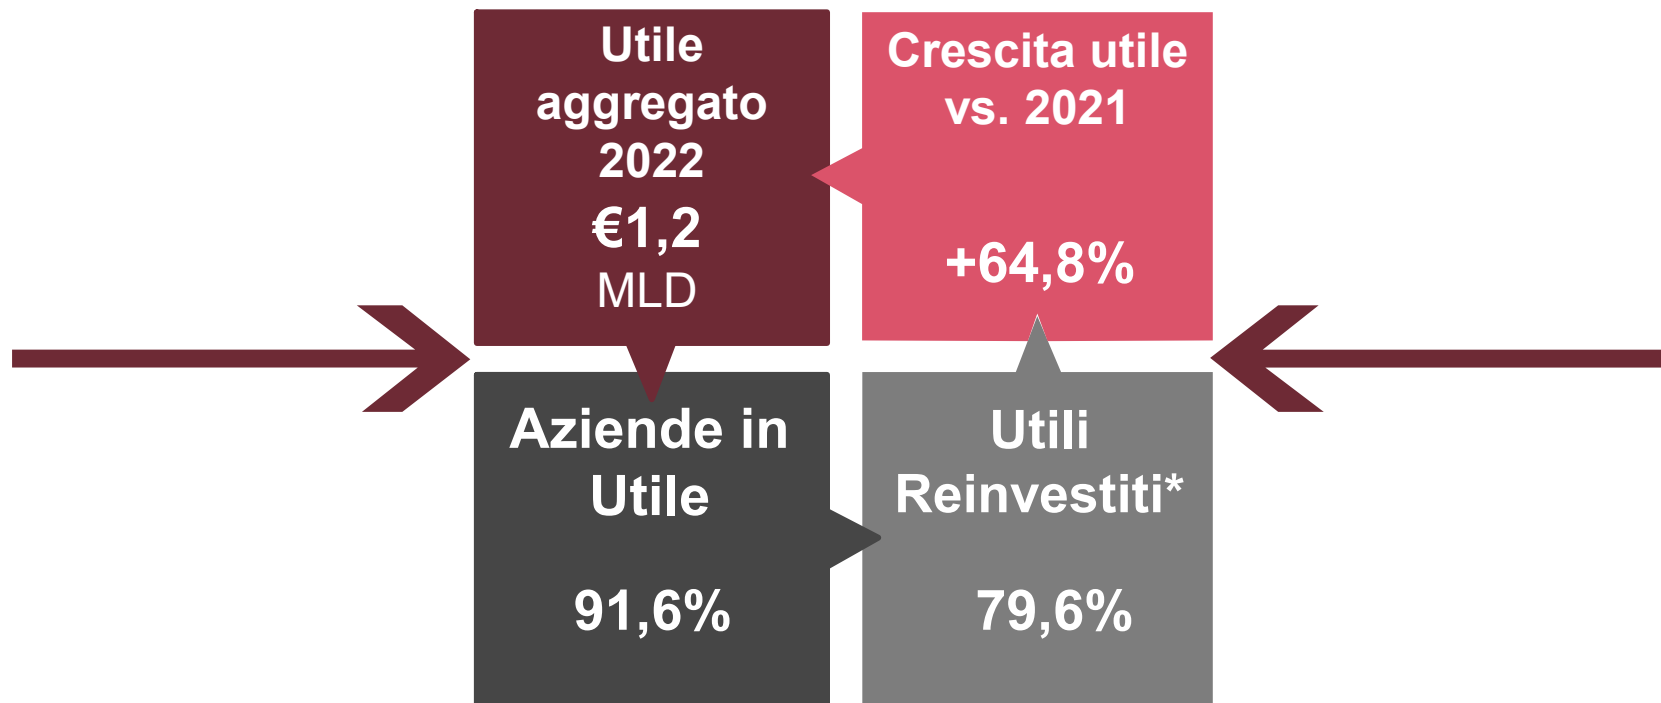 Utile
aggregato
2022
€1,2
MLD
Crescita utile
vs. 2021
+64,8%
Aziende in
Utile
91,6%
Utili
Reinvestiti*
79,6%